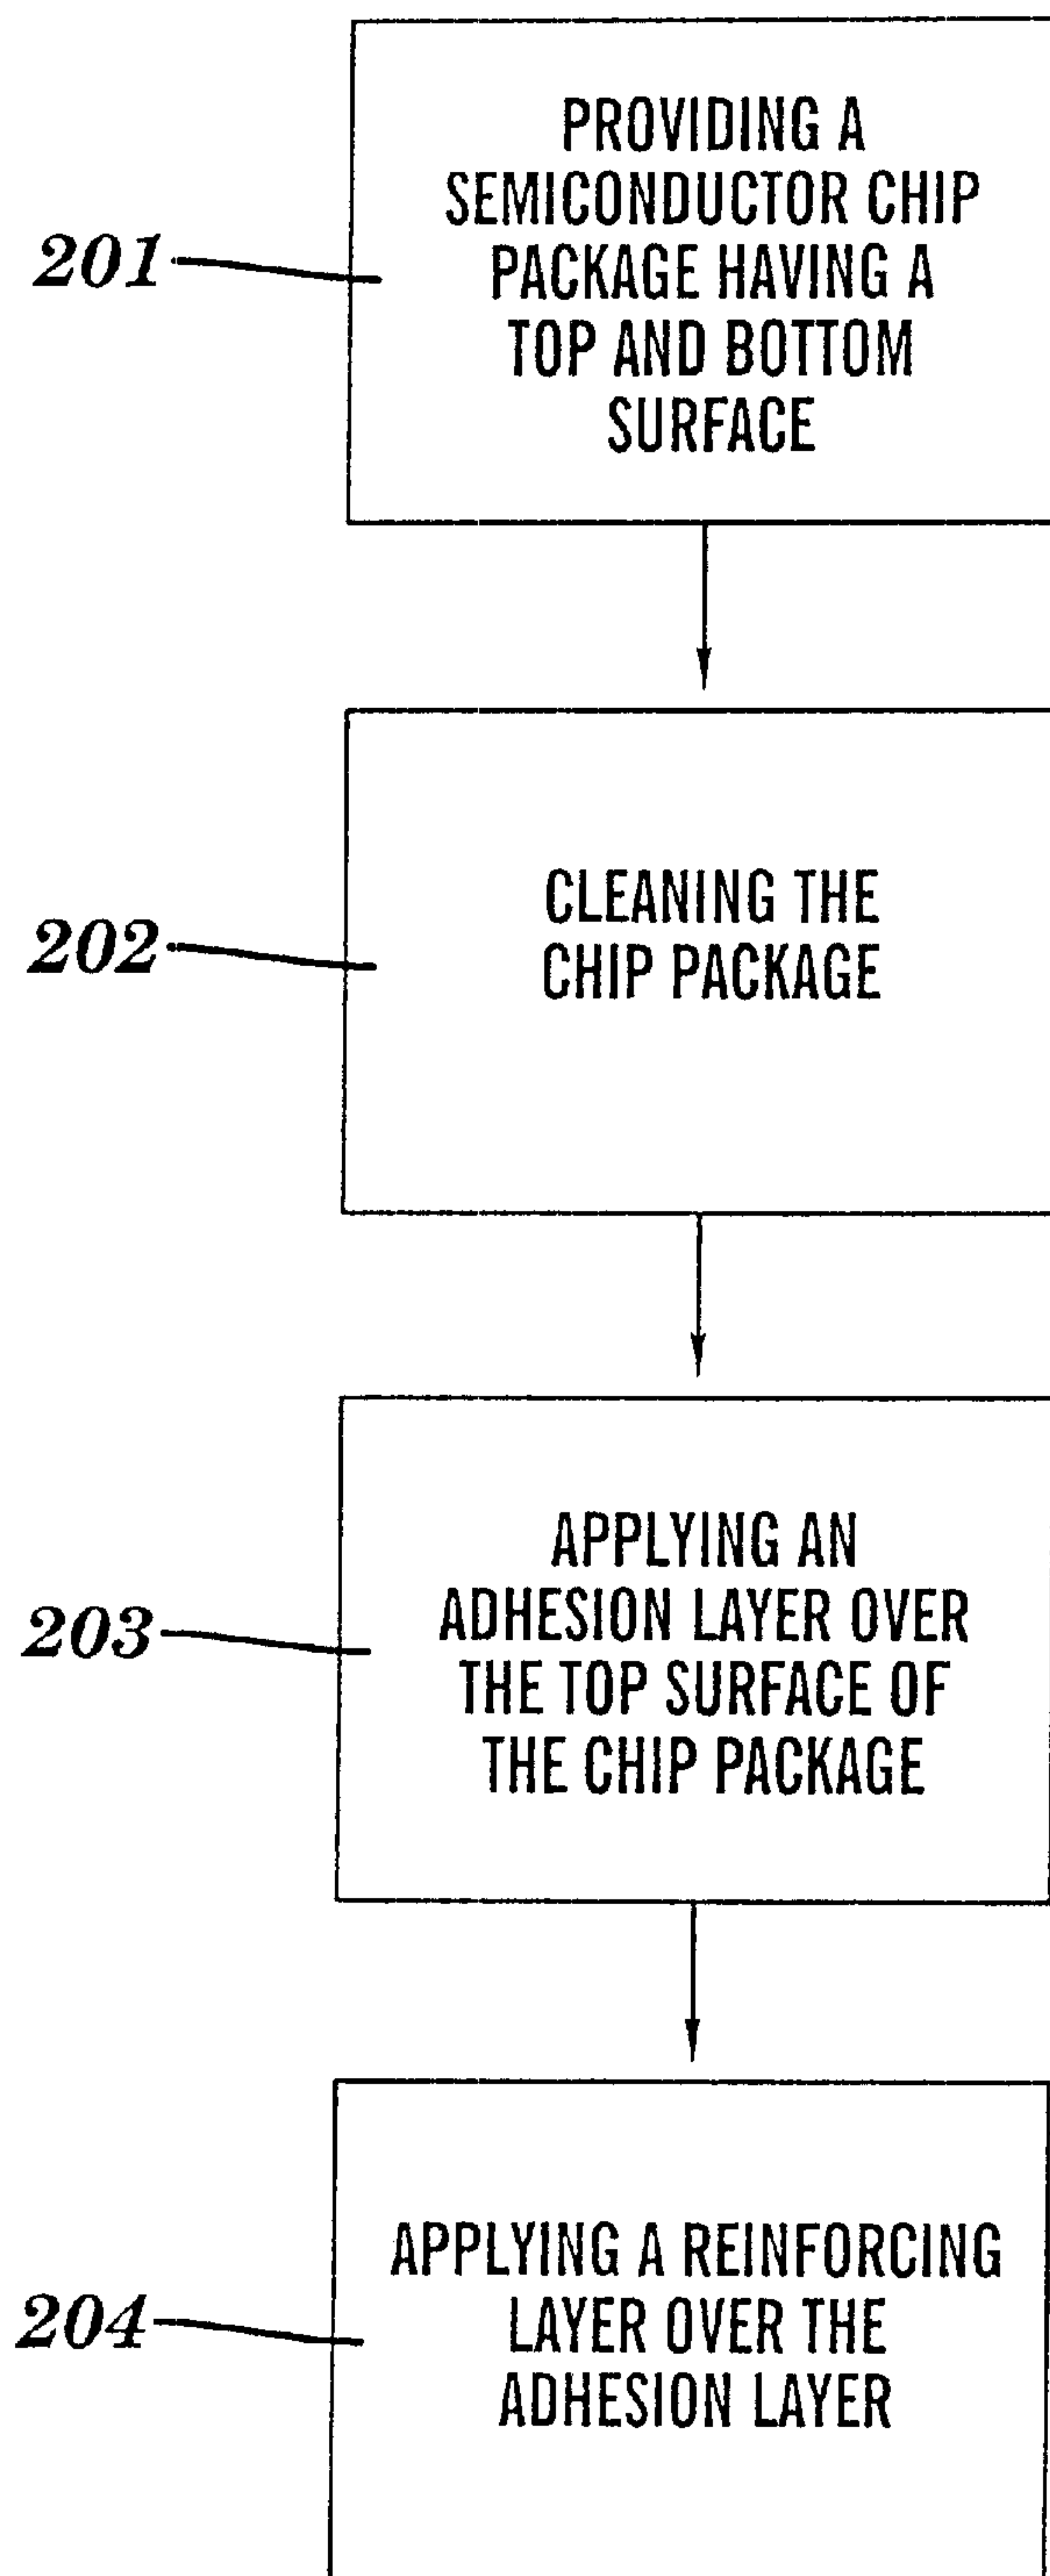 PROVIDING A
SEMICONDUCTOR CHIP
PACKAGE HAVING A
TOP AND BOTTOM
SURFACE
201
CLEANING THE
CHIP PACKAGE
202
APPLYING AN
ADHESION LAYER OVER
THE TOP SURFACE OF
THE CHIP PACKAGE
203
APPLYING A REINFORCING
LAYER OVER THE
ADHESION LAYER
204